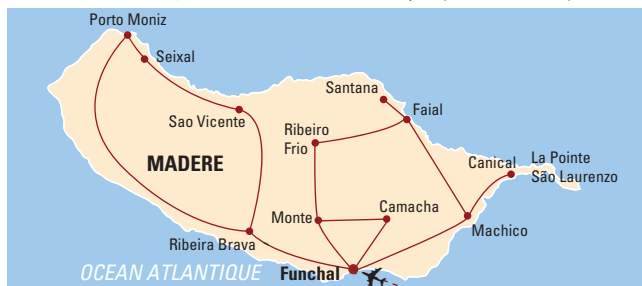 Porto Moniz
Seixal
Santana
Faial
Sao Vicente
Ribeiro
Frio
MADERE
Canical
La Pointe
São Laurenzo
Monte
Camacha
Machico
Ribeira Brava
OCEAN ATLANTIQUE
Funchal